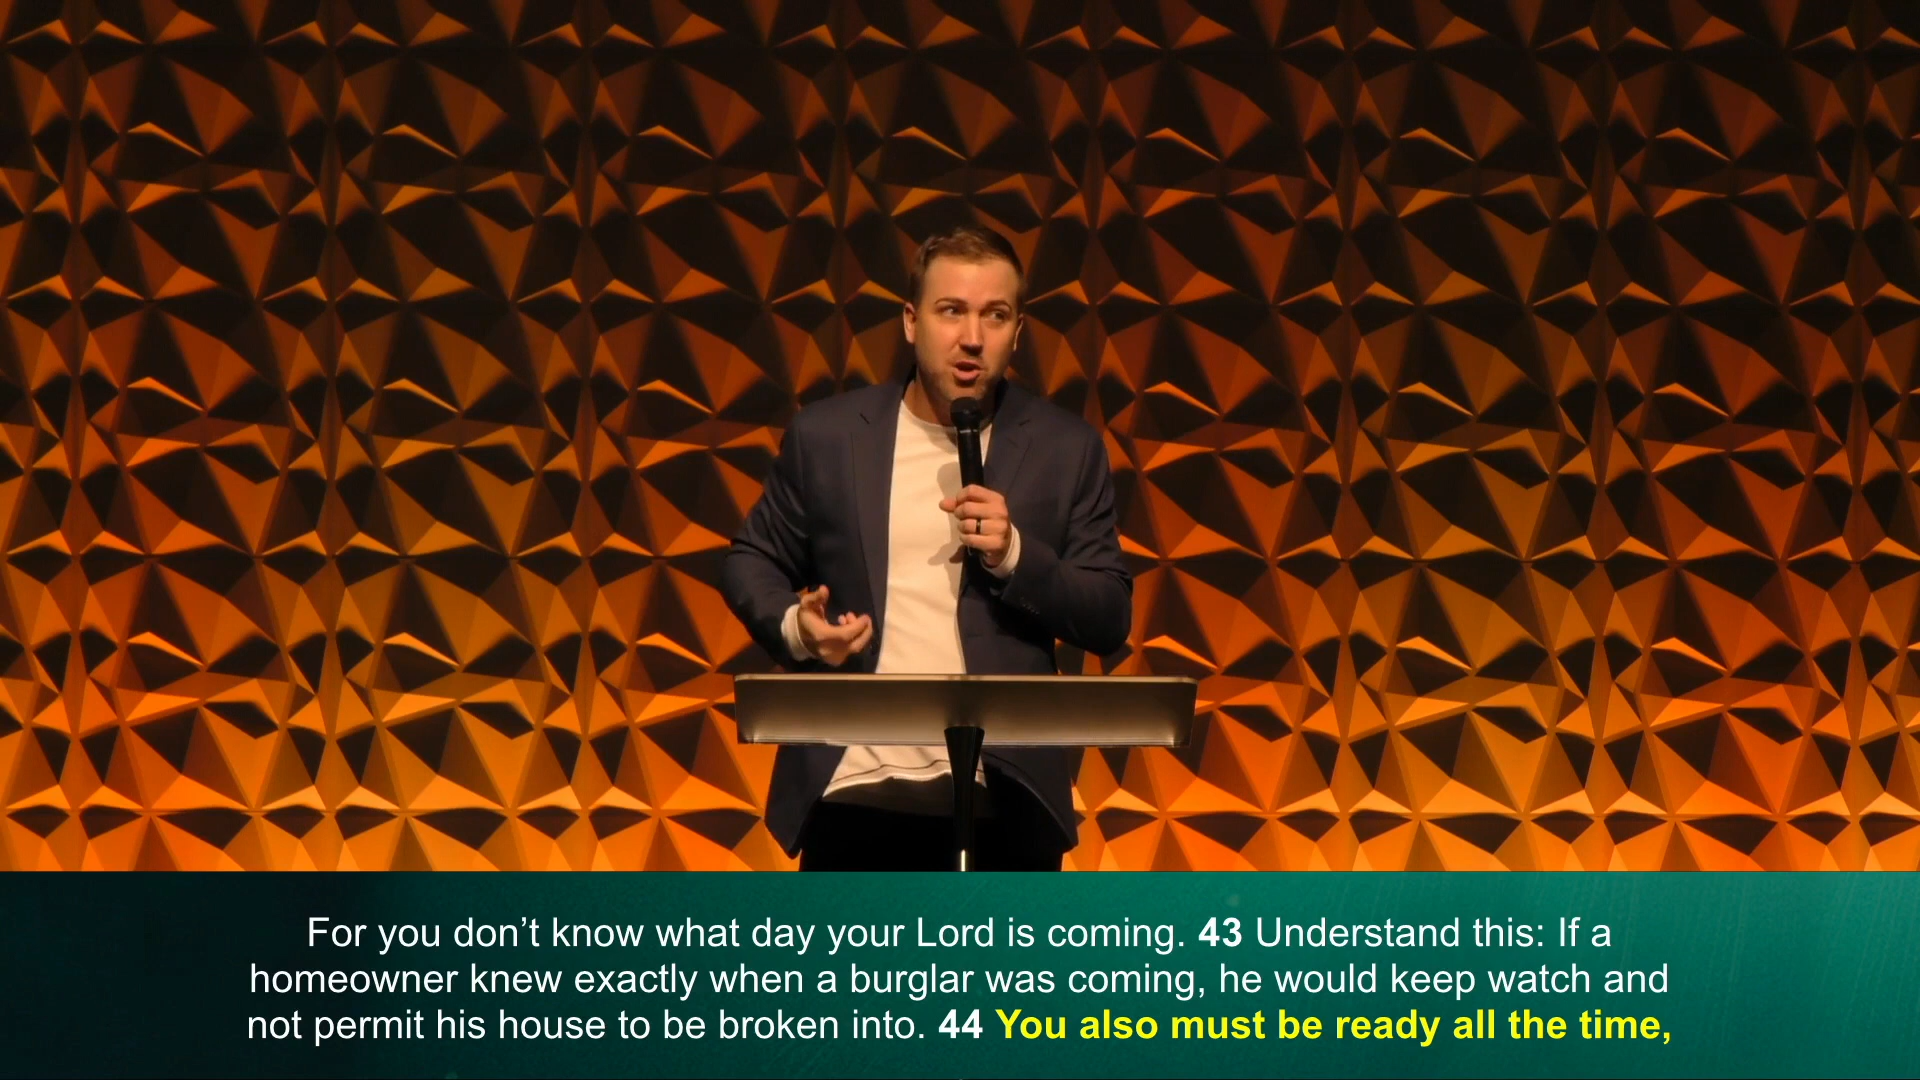 For you don’t know what day your Lord is coming. 43 Understand this: If a
homeowner knew exactly when a burglar was coming, he would keep watch and
not permit his house to be broken into. 44 You also must be ready all the time,